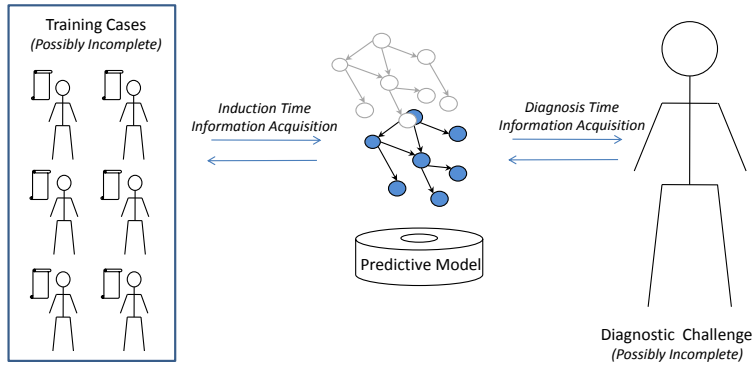 Training Cases
(Possibly Incomplete)
Induction Time
Information Acquisition
Predictive Model
Diagnosis Time
Information Acquisition
Diagnostic Challenge
(Possibly Incomplete)